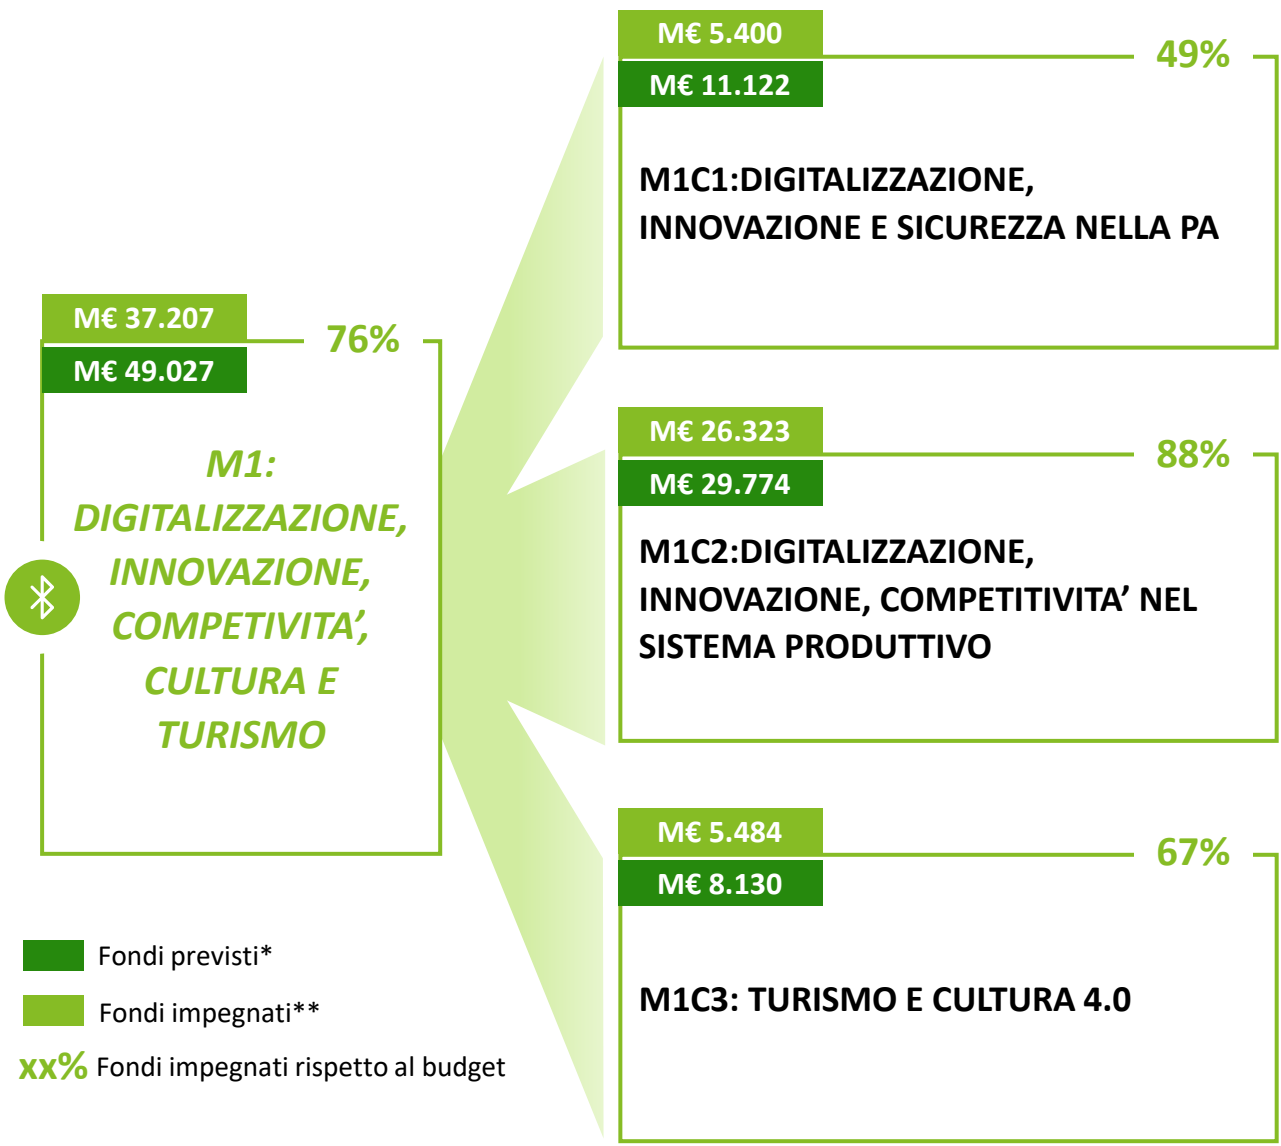 M€ 37.207
M€ 49.027
76%
M1:
DIGITALIZZAZIONE,
INNOVAZIONE,
COMPETIVITA’,
CULTURA E
TURISMO
M€ 5.400
M€ 11.122
49%
M1C1:DIGITALIZZAZIONE,
INNOVAZIONE E SICUREZZA NELLA PA
M€ 26.323
M€ 29.774
88%
M1C2:DIGITALIZZAZIONE,
INNOVAZIONE, COMPETITIVITA’ NEL
SISTEMA PRODUTTIVO
M€ 5.484
M€ 8.130
67%
M1C3: TURISMO E CULTURA 4.0
Fondi previsti*
Fondi impegnati**
xx% Fondi impegnati rispetto al budget